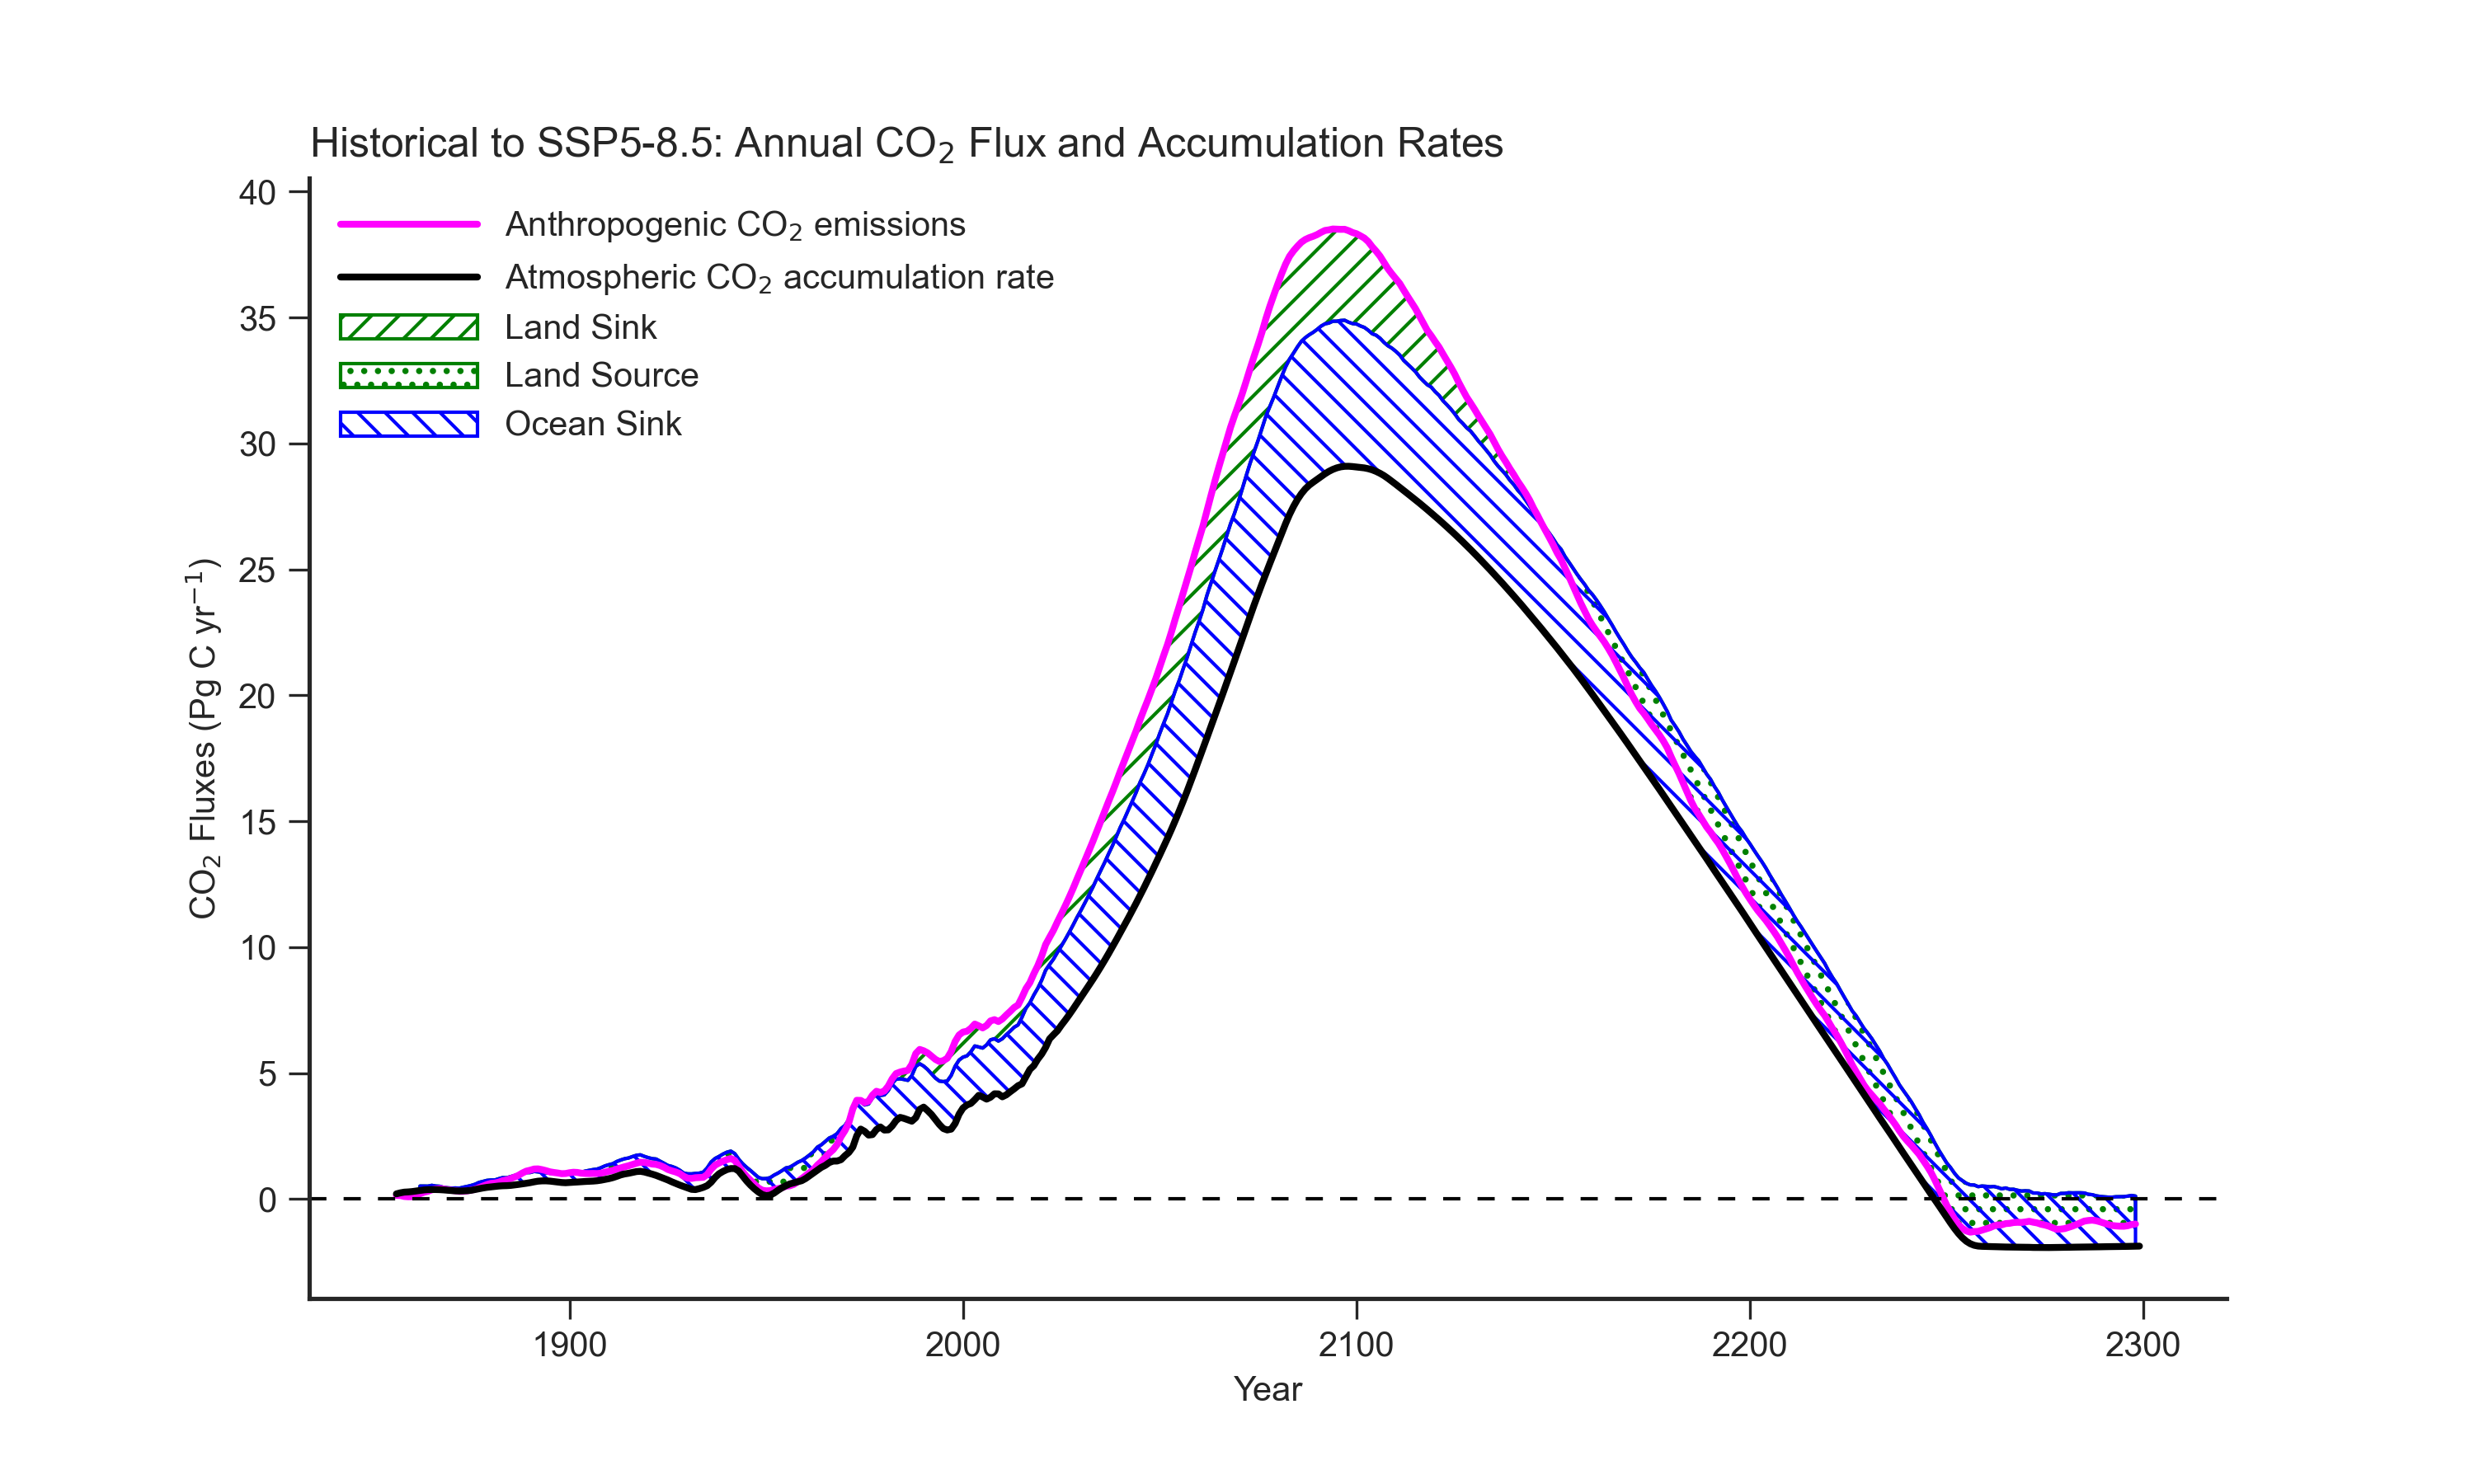 Historical to SSP5-8.5: Annual CO₂ Flux and Accumulation Rates
40
35
30
25
20
15
10
5
0
CO₂ Fluxes (Pg C yr⁻¹)
Anthropogenic CO₂ emissions
Atmospheric CO₂ accumulation rate
Land Sink
Land Source
Ocean Sink
1900
2000
2100
2200
2300
Year